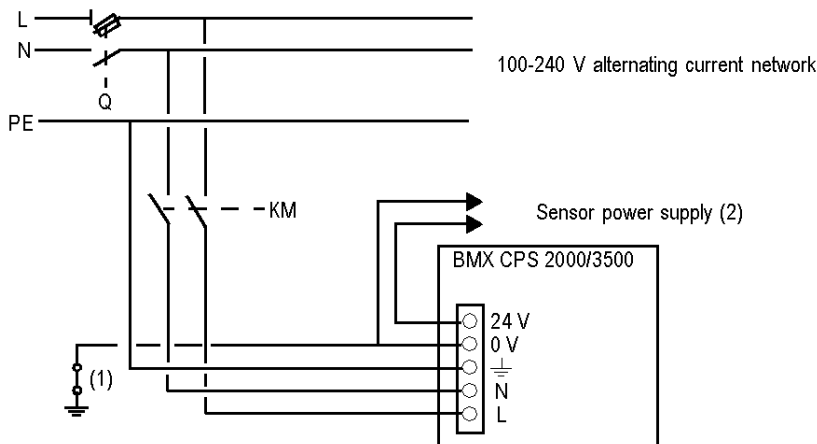 L
N
100-240 V alternating current network
Q
PE
KM
Sensor power supply (2)
BMX CPS 2000/3500
24 V
0 V
(1)
N
L